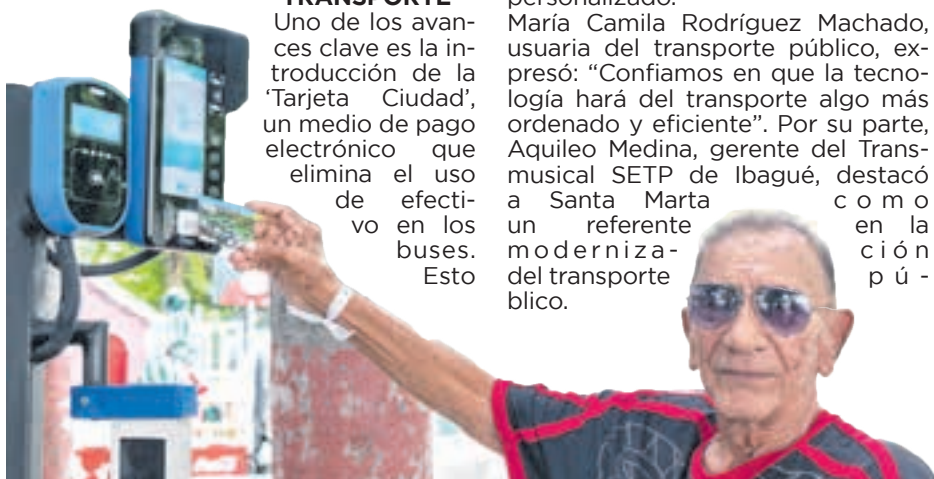 TRANSPORTE
Uno de los avan-
ces clave es la in-
troducción de la
‘Tarjeta Ciudad’,
un medio de pago
electrónico que
elimina el uso
de efecti-
vo en los
buses.
Esto
personalizado.
María Camila Rodríguez Machado,
usuaria del transporte público, ex-
presó: “Confiamos en que la tecno-
logía hará del transporte algo más
ordenado y eficiente”. Por su parte,
Aquileo Medina, gerente del Trans-
musical SETP de Ibagué, destacó
a Santa Marta como
un referente en la
moderniza- ción
del transporte pú-
blico.